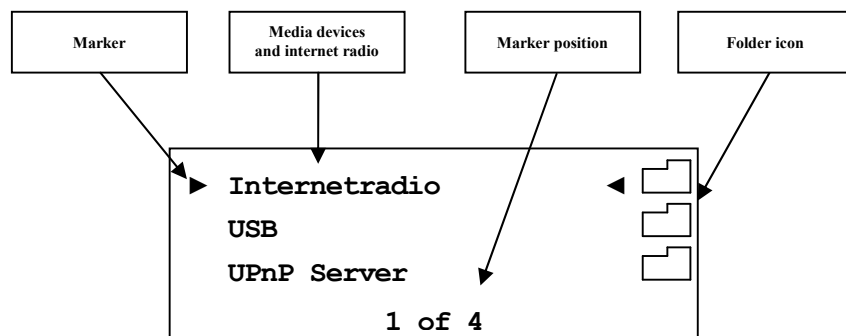 Marker
Media devices
and internet radio
Marker position
Folder icon
► Internetradio ◄
USB
UPnP Server
1 of 4